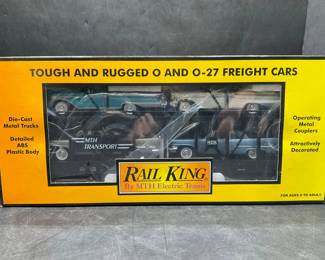 TOUGH AND RUGGED O AND O-27 FREIGHT CARS
Die-Cast
Metal Trucks
Detailed
ABS
Plastic Body
Operating
Metal
Couplers
Attractively
Decorated
MTH
TRANSPORT
RAIL KING
By MTH Electric Trains
FOR AGES 8 TO ADULT